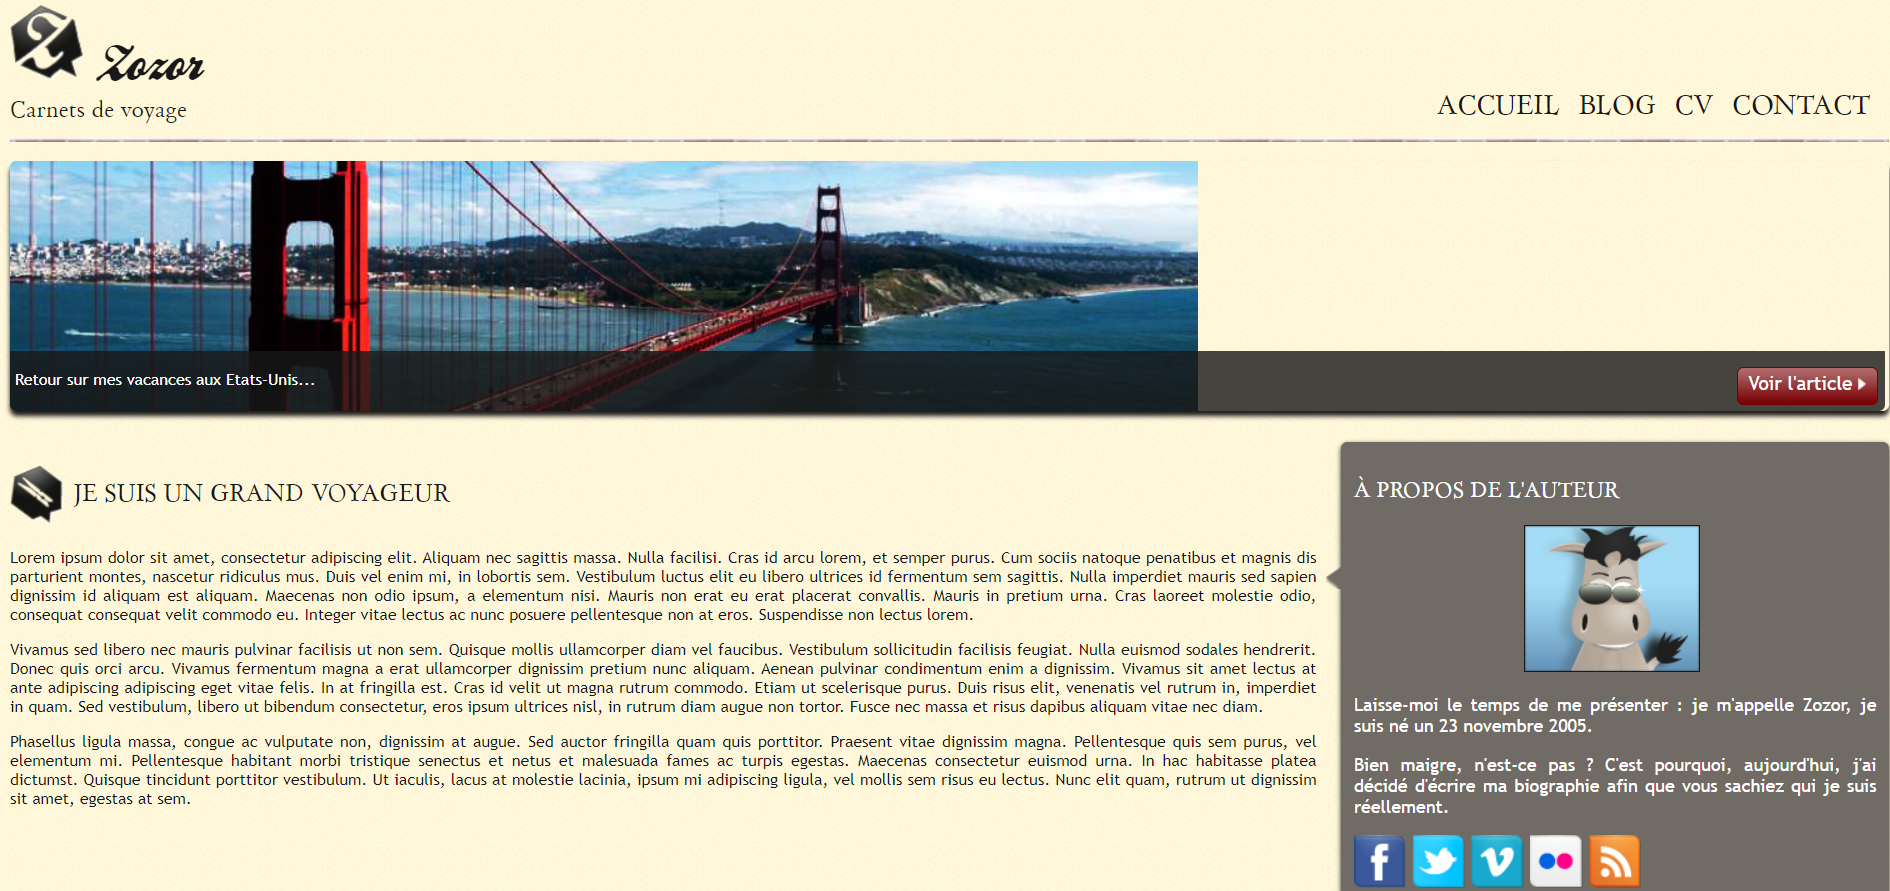 Zozor
Carnets de voyage
ACCUEIL BLOG CV CONTACT
Retour sur mes vacances aux Etats-Unis...
Voir l'article
JE SUIS UN GRAND VOYAGEUR
Lorem ipsum dolor sit amet, consectetur adipiscing elit. Aliquam nec sagittis massa. Nulla facilisi. Cras id arcu lorem, et semper purus. Cum sociis natoque penatibus et magnis dis
parturient montes, nascetur ridiculus mus. Duis vel enim mi, in lobortis sem. Vestibulum luctus elit eu libero ultrices id fermentum sem sagittis. Nulla imperdiet mauris sed sapien
dignissim id aliquam est aliquam. Maecenas non odio ipsum, a elementum nisi. Mauris non erat eu erat placerat convallis. Mauris in pretium urna. Cras laoreet molestie odio,
consequat consequat velit commodo eu. Integer vitae lectus ac nunc posuere pellentesque non at eros. Suspendisse non lectus lorem.
Vivamus sed libero nec mauris pulvinar facilisis ut non sem. Quisque mollis ullamcorper diam vel faucibus. Vestibulum sollicitudin facilisis feugiat. Nulla euismod sodales hendrerit.
Donec quis orci arcu. Vivamus fermentum magna a erat ullamcorper dignissim pretium nunc aliquam. Aenean pulvinar condimentum enim a dignissim. Vivamus sit amet lectus at
ante adipiscing adipiscing eget vitae felis. In at fringilla est. Cras id velit ut magna rutrum commodo. Etiam ut scelerisque purus. Duis risus elit, venenatis vel rutrum in, imperdiet
in quam. Sed vestibulum, libero ut bibendum consectetur, eros ipsum ultrices nisl, in rutrum diam augue non tortor. Fusce nec massa et risus dapibus aliquam vitae nec diam.
Phasellus ligula massa, congue ac vulputate non, dignissim at augue. Sed auctor fringilla quam quis porttitor. Praesent vitae dignissim magna. Pellentesque quis sem purus, vel
elementum mi. Pellentesque habitant morbi tristique senectus et netus et malesuada fames ac turpis egestas. Maecenas consectetur euismod urna. In hac habitasse platea
dictumst. Quisque tincidunt porttitor vestibulum. Ut iaculis, lacus at molestie lacinia, ipsum mi adipiscing ligula, vel mollis sem risus eu lectus. Nunc elit quam, rutrum ut dignissim
sit amet, egestas at sem.
À PROPOS DE L'AUTEUR
Laisse-moi le temps de me présenter : je m'appelle Zozor, je
suis né un 23 novembre 2005.
Bien maigre, n'est-ce pas ? C'est pourquoi, aujourd'hui, j'ai
décidé d'écrire ma biographie afin que vous sachiez qui je suis
réellement.